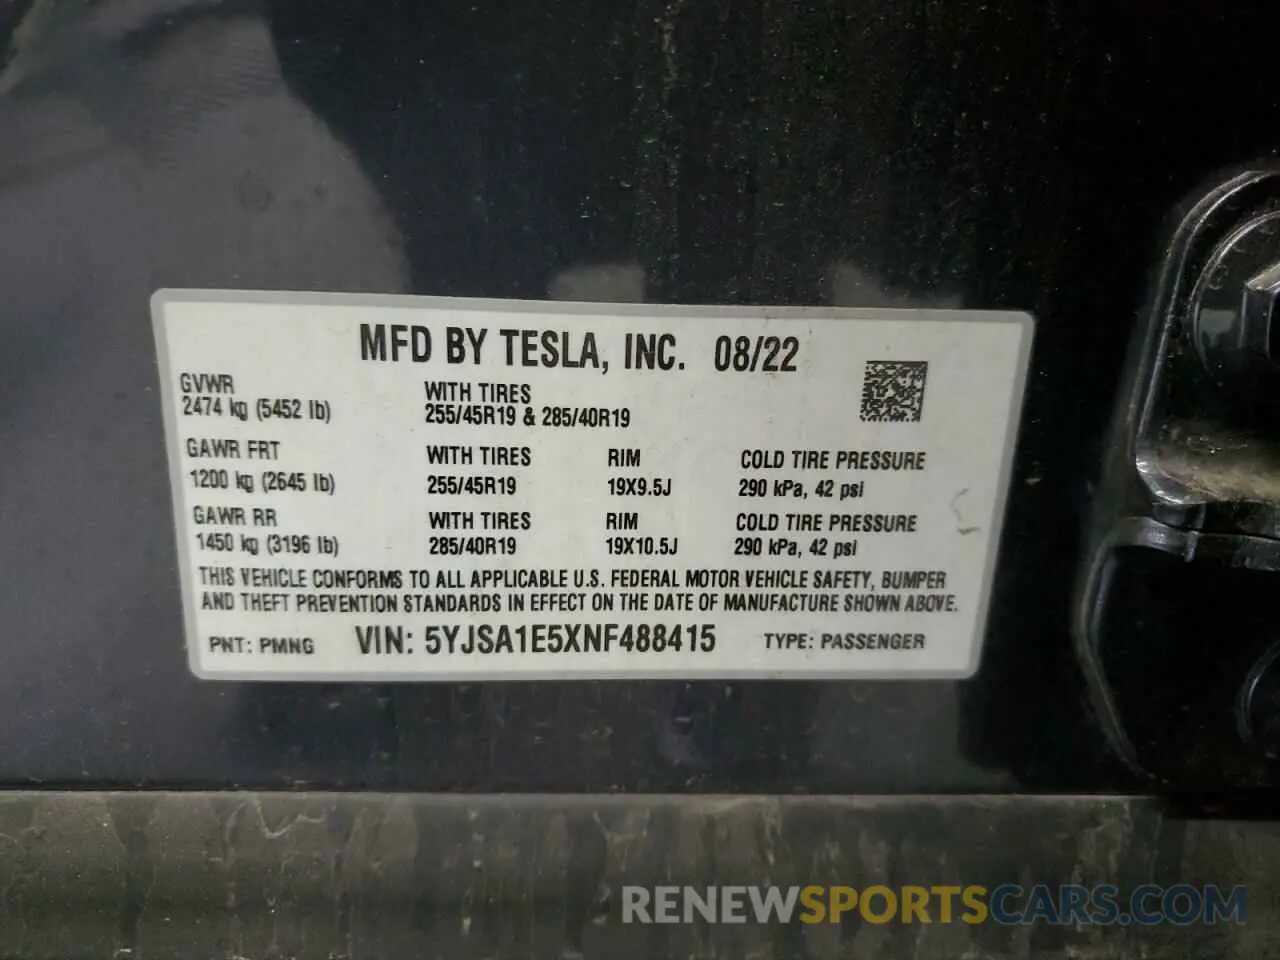 MFD BY TESLA, INC. 08/22
GVWR
2474 kg (5452 lb)
WITH TIRES
255/45R19 & 285/40R19
GAWR FRT WITH TIRES RIM COLD TIRE PRESSURE
1200 kg (2645 lb) 255/45R19 19X9.5J 290 kPa, 42 psi
GAWR RR WITH TIRES RIM COLD TIRE PRESSURE
1450 kg (3196 lb) 285/40R19 19X10.5J 290 kPa, 42 psi
THIS VEHICLE CONFORMS TO ALL APPLICABLE U.S. FEDERAL MOTOR VEHICLE SAFETY, BUMPER
AND THEFT PREVENTION STANDARDS IN EFFECT ON THE DATE OF MANUFACTURE SHOWN ABOVE.
PNT: PMNG VIN: 5YJSA1E5XNF488415 TYPE: PASSENGER
RENEWSPORTSCARS.COM